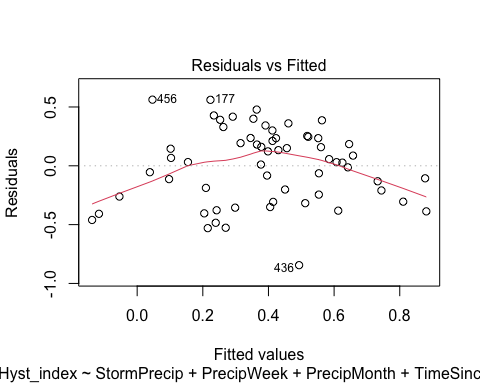 Residuals vs Fitted
Residuals
0.5
0.0
-0.5
-1.0
456
177
436
0.0 0.2 0.4 0.6 0.8
Fitted values
Hyst_index ~ StormPrecip + PrecipWeek + PrecipMonth + TimeSinc